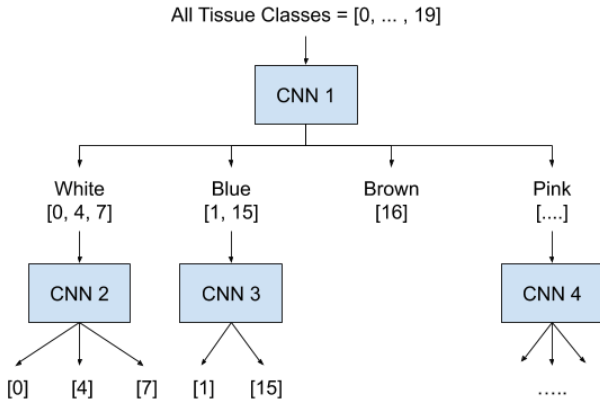 All Tissue Classes = [0, ... , 19]
CNN 1
White Blue Brown Pink
[0, 4, 7] [1, 15] [16] [....]
CNN 2 CNN 3 CNN 4
[0] [4] [7] [1] [15] .....